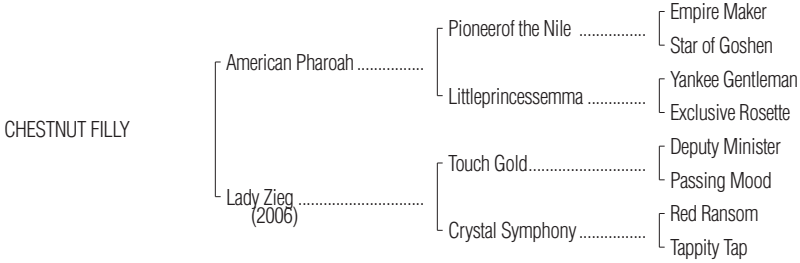 Empire Maker
Pioneerof the Nile ................
Star of Goshen
American Pharoah ................
Yankee Gentleman
Littleprincessemma ..............
Exclusive Rosette
CHESTNUT FILLY
Deputy Minister
Touch Gold............................
Passing Mood
Lady Zieg ..............................
(2006)
Red Ransom
Crystal Symphony ................
Tappity Tap